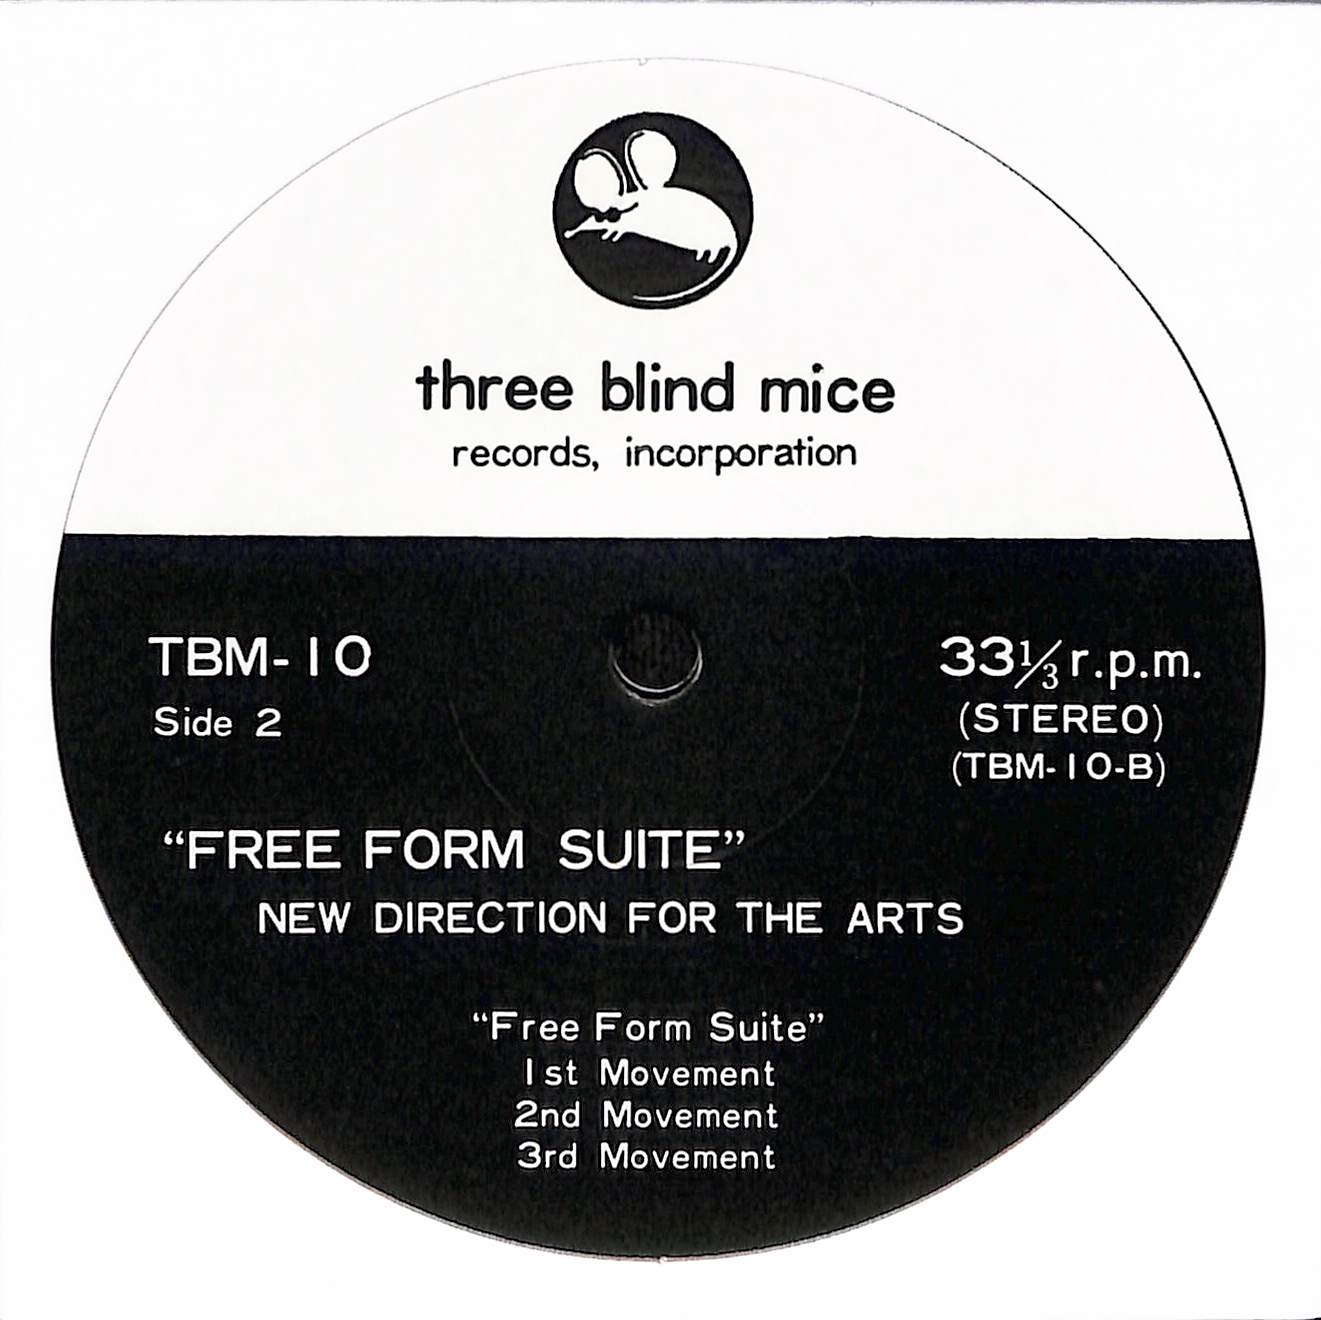 three blind mice
records, incorporation
TBM-10
33⅓ r.p.m.
Side 2
(STEREO)
(TBM-10-B)
“FREE FORM SUITE”
NEW DIRECTION FOR THE ARTS
“Free Form Suite”
1st Movement
2nd Movement
3rd Movement